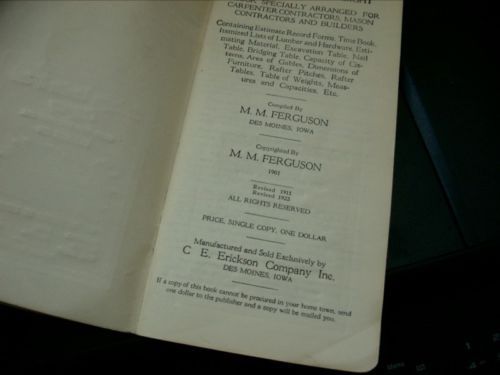 SPECIALLY ARRANGED FOR
CARPENTER CONTRACTORS, MASON
CONTRACTORS AND BUILDERS
Containing Estimate Record Forms, Time Book,
Itemized Lists of Lumber and Hardware, Esti-
mating Material, Excavation Table, Nail
Table, Bridging Table, Capacity of Cis-
terns, Area of Gables, Dimensions of
Furniture, Rafter Pitches, Rafter
Tables, Table of Weights, Meas-
ures and Capacities, Etc.
Compiled By
M. M. FERGUSON
DES MOINES, IOWA
Copyrighted By
M. M. FERGUSON
1901
Revised 1911
Revised 1922
ALL RIGHTS RESERVED
PRICE, SINGLE COPY, ONE DOLLAR
Manufactured and Sold Exclusively by
C. E. Erickson Company Inc.
DES MOINES, IOWA
If a copy of this book cannot be procured in your home town, send
one dollar to the publisher and a copy will be mailed you.